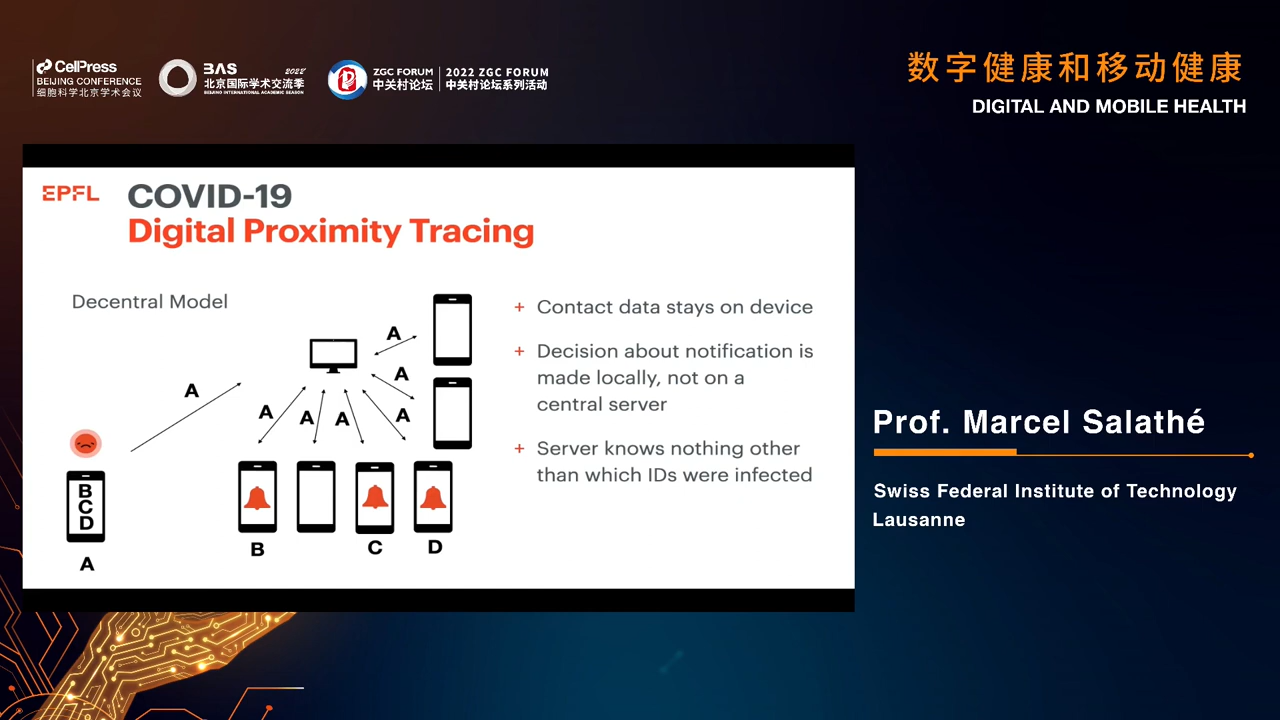 CellPress
BEIJING CONFERENCE
细胞科学北京学术会议
BAS 2022
北京国际学术交流季
BEIJING INTERNATIONAL ACADEMIC SEASON
ZGC FORUM
中关村论坛
2022 ZGC FORUM
中关村论坛系列活动
数字健康和移动健康
DIGITAL AND MOBILE HEALTH
EPFL
COVID-19
Digital Proximity Tracing
Decentral Model
A
A
A
A
A
A
A
A
B
C
D
A
B
C
D
+ Contact data stays on device
+ Decision about notification is
made locally, not on a
central server
+ Server knows nothing other
than which IDs were infected
Prof. Marcel Salathé
Swiss Federal Institute of Technology
Lausanne